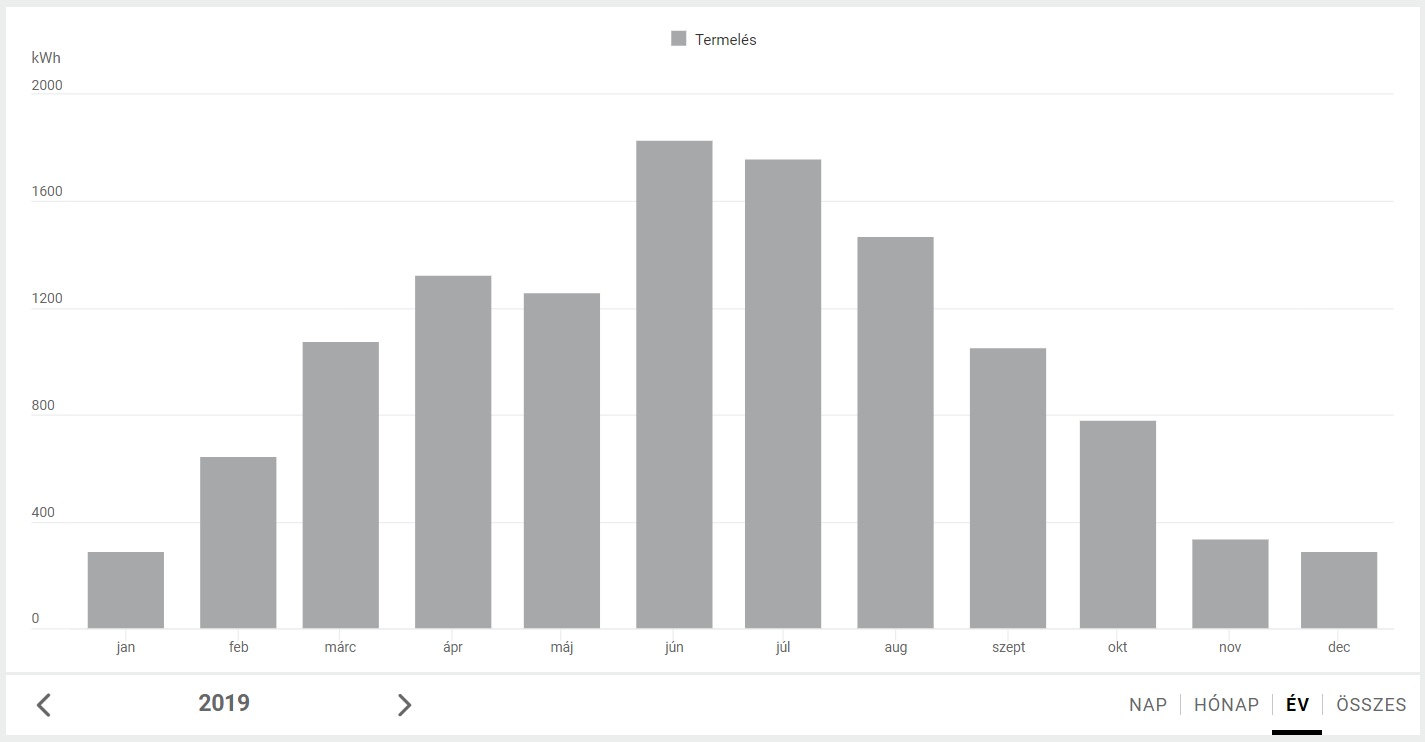 Termelés
kWh
2000
1600
1200
800
400
0
jan feb márc ápr máj jún júl aug szept okt nov dec
2019 NAP HÓNAP ÉV ÖSSZES